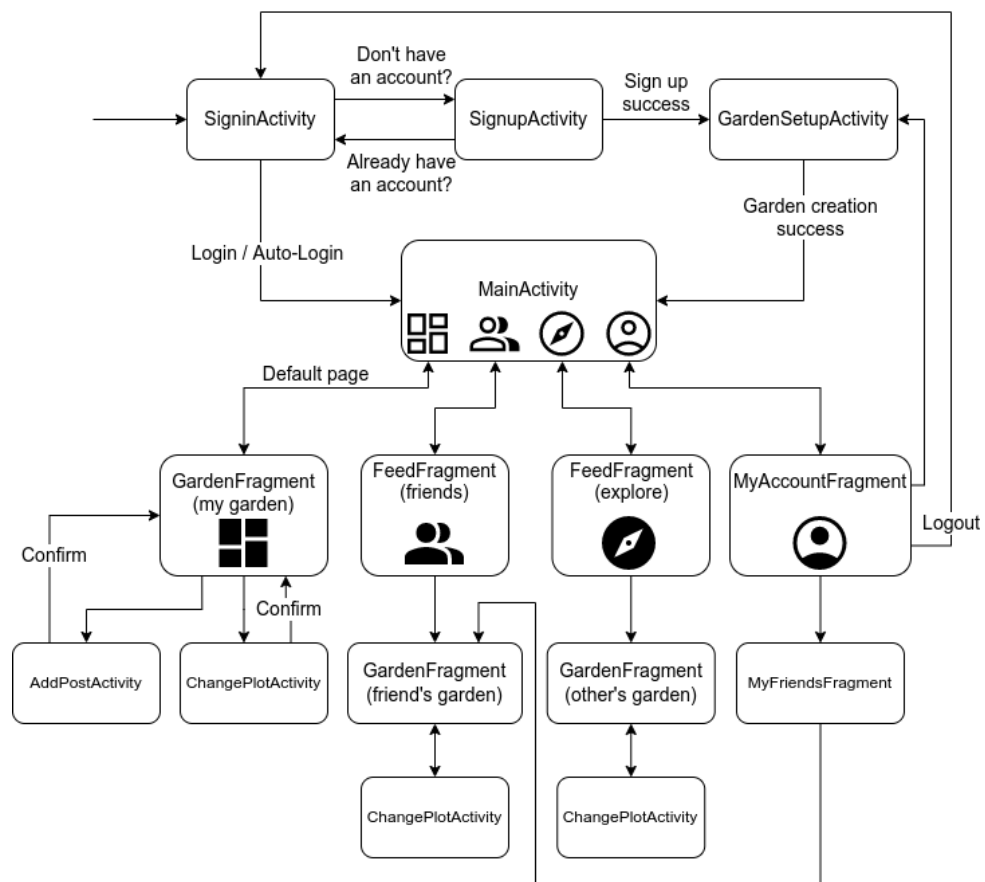 Don't have
an account?
Sign up
success
SigninActivity
SignupActivity
GardenSetupActivity
Already have
an account?
Garden creation
success
Login / Auto-Login
MainActivity
Default page
GardenFragment
(my garden)
FeedFragment
(friends)
FeedFragment
(explore)
MyAccountFragment
Logout
Confirm
Confirm
AddPostActivity
ChangePlotActivity
GardenFragment
(friend's garden)
GardenFragment
(other's garden)
MyFriendsFragment
ChangePlotActivity
ChangePlotActivity